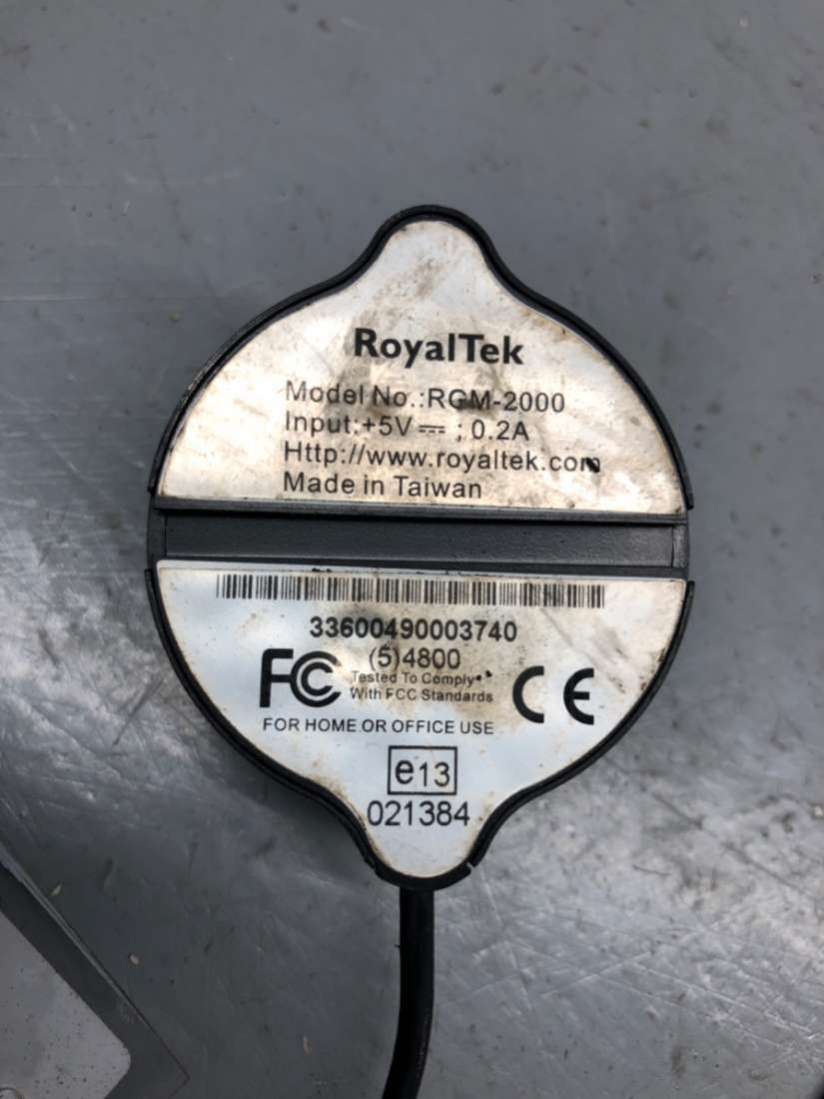 RoyalTek
Model No.:RGM-2000
Input:+5V⎓ ; 0.2A
Http://www.royaltek.com
Made in Taiwan
33600490003740
(5)4800
FC Tested To Comply
With FCC Standards
CE
FOR HOME OR OFFICE USE
e13
021384